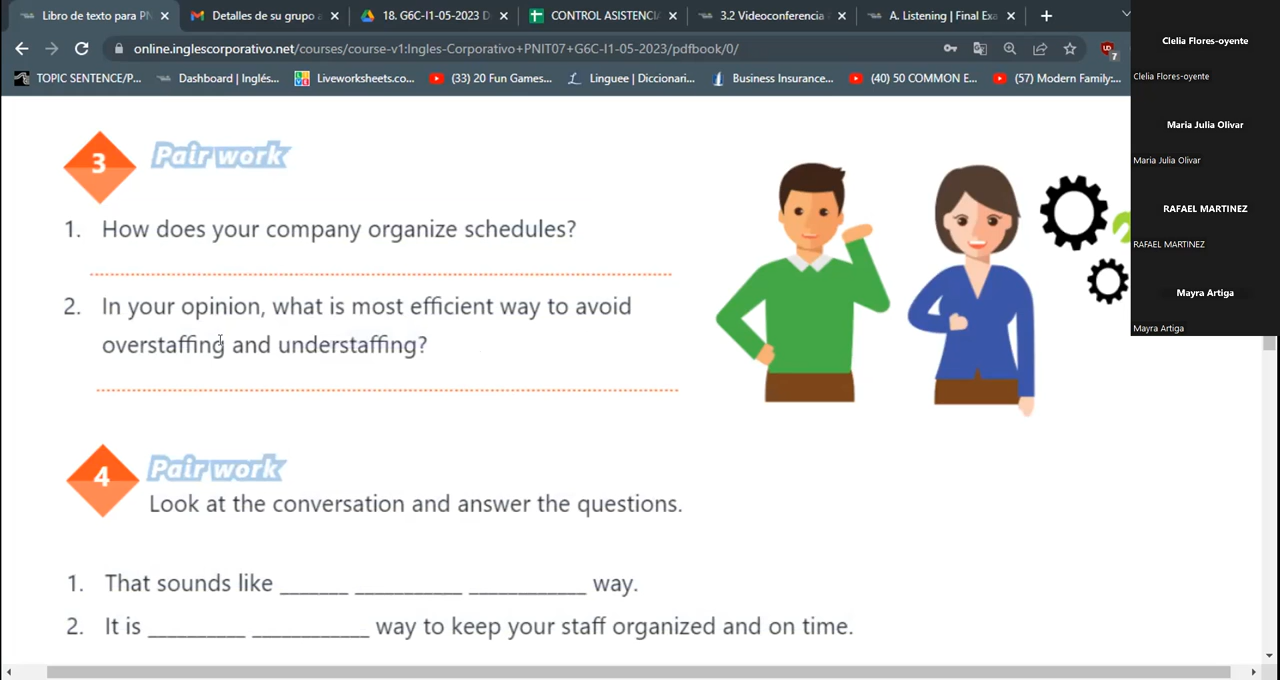 Libro de texto para PN
Detalles de su grupo a
18. G6C-I1-05-2023 D
CONTROL ASISTENCI
3.2 Videoconferencia
A. Listening | Final Exa
online.inglescorporativo.net/courses/course-v1:Ingles-Corporativo+PNIT07+G6C-I1-05-2023/pdfbook/0/
7
TOPIC SENTENCE/P...
Dashboard | Inglés...
Liveworksheets.co...
(33) 20 Fun Games...
Linguee | Diccionari...
Business Insurance...
(40) 50 COMMON E...
(57) Modern Family:...
Clelia Flores-oyente
Clelia Flores-oyente
Maria Julia Olivar
Maria Julia Olivar
RAFAEL MARTINEZ
RAFAEL MARTINEZ
Mayra Artiga
Mayra Artiga
3 Pair work
1. How does your company organize schedules?
2. In your opinion, what is most efficient way to avoid
overstaffing and understaffing?
4 Pair work
Look at the conversation and answer the questions.
1. That sounds like _______ ___________ ____________ way.
2. It is __________ ____________ way to keep your staff organized and on time.